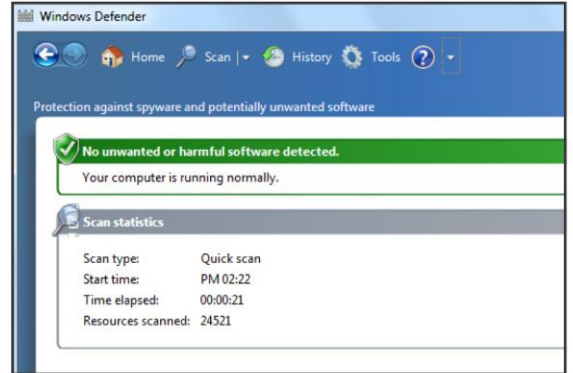 Windows Defender
Home Scan History Tools
Protection against spyware and potentially unwanted software
No unwanted or harmful software detected.
Your computer is running normally.
Scan statistics
Scan type: Quick scan
Start time: PM 02:22
Time elapsed: 00:00:21
Resources scanned: 24521